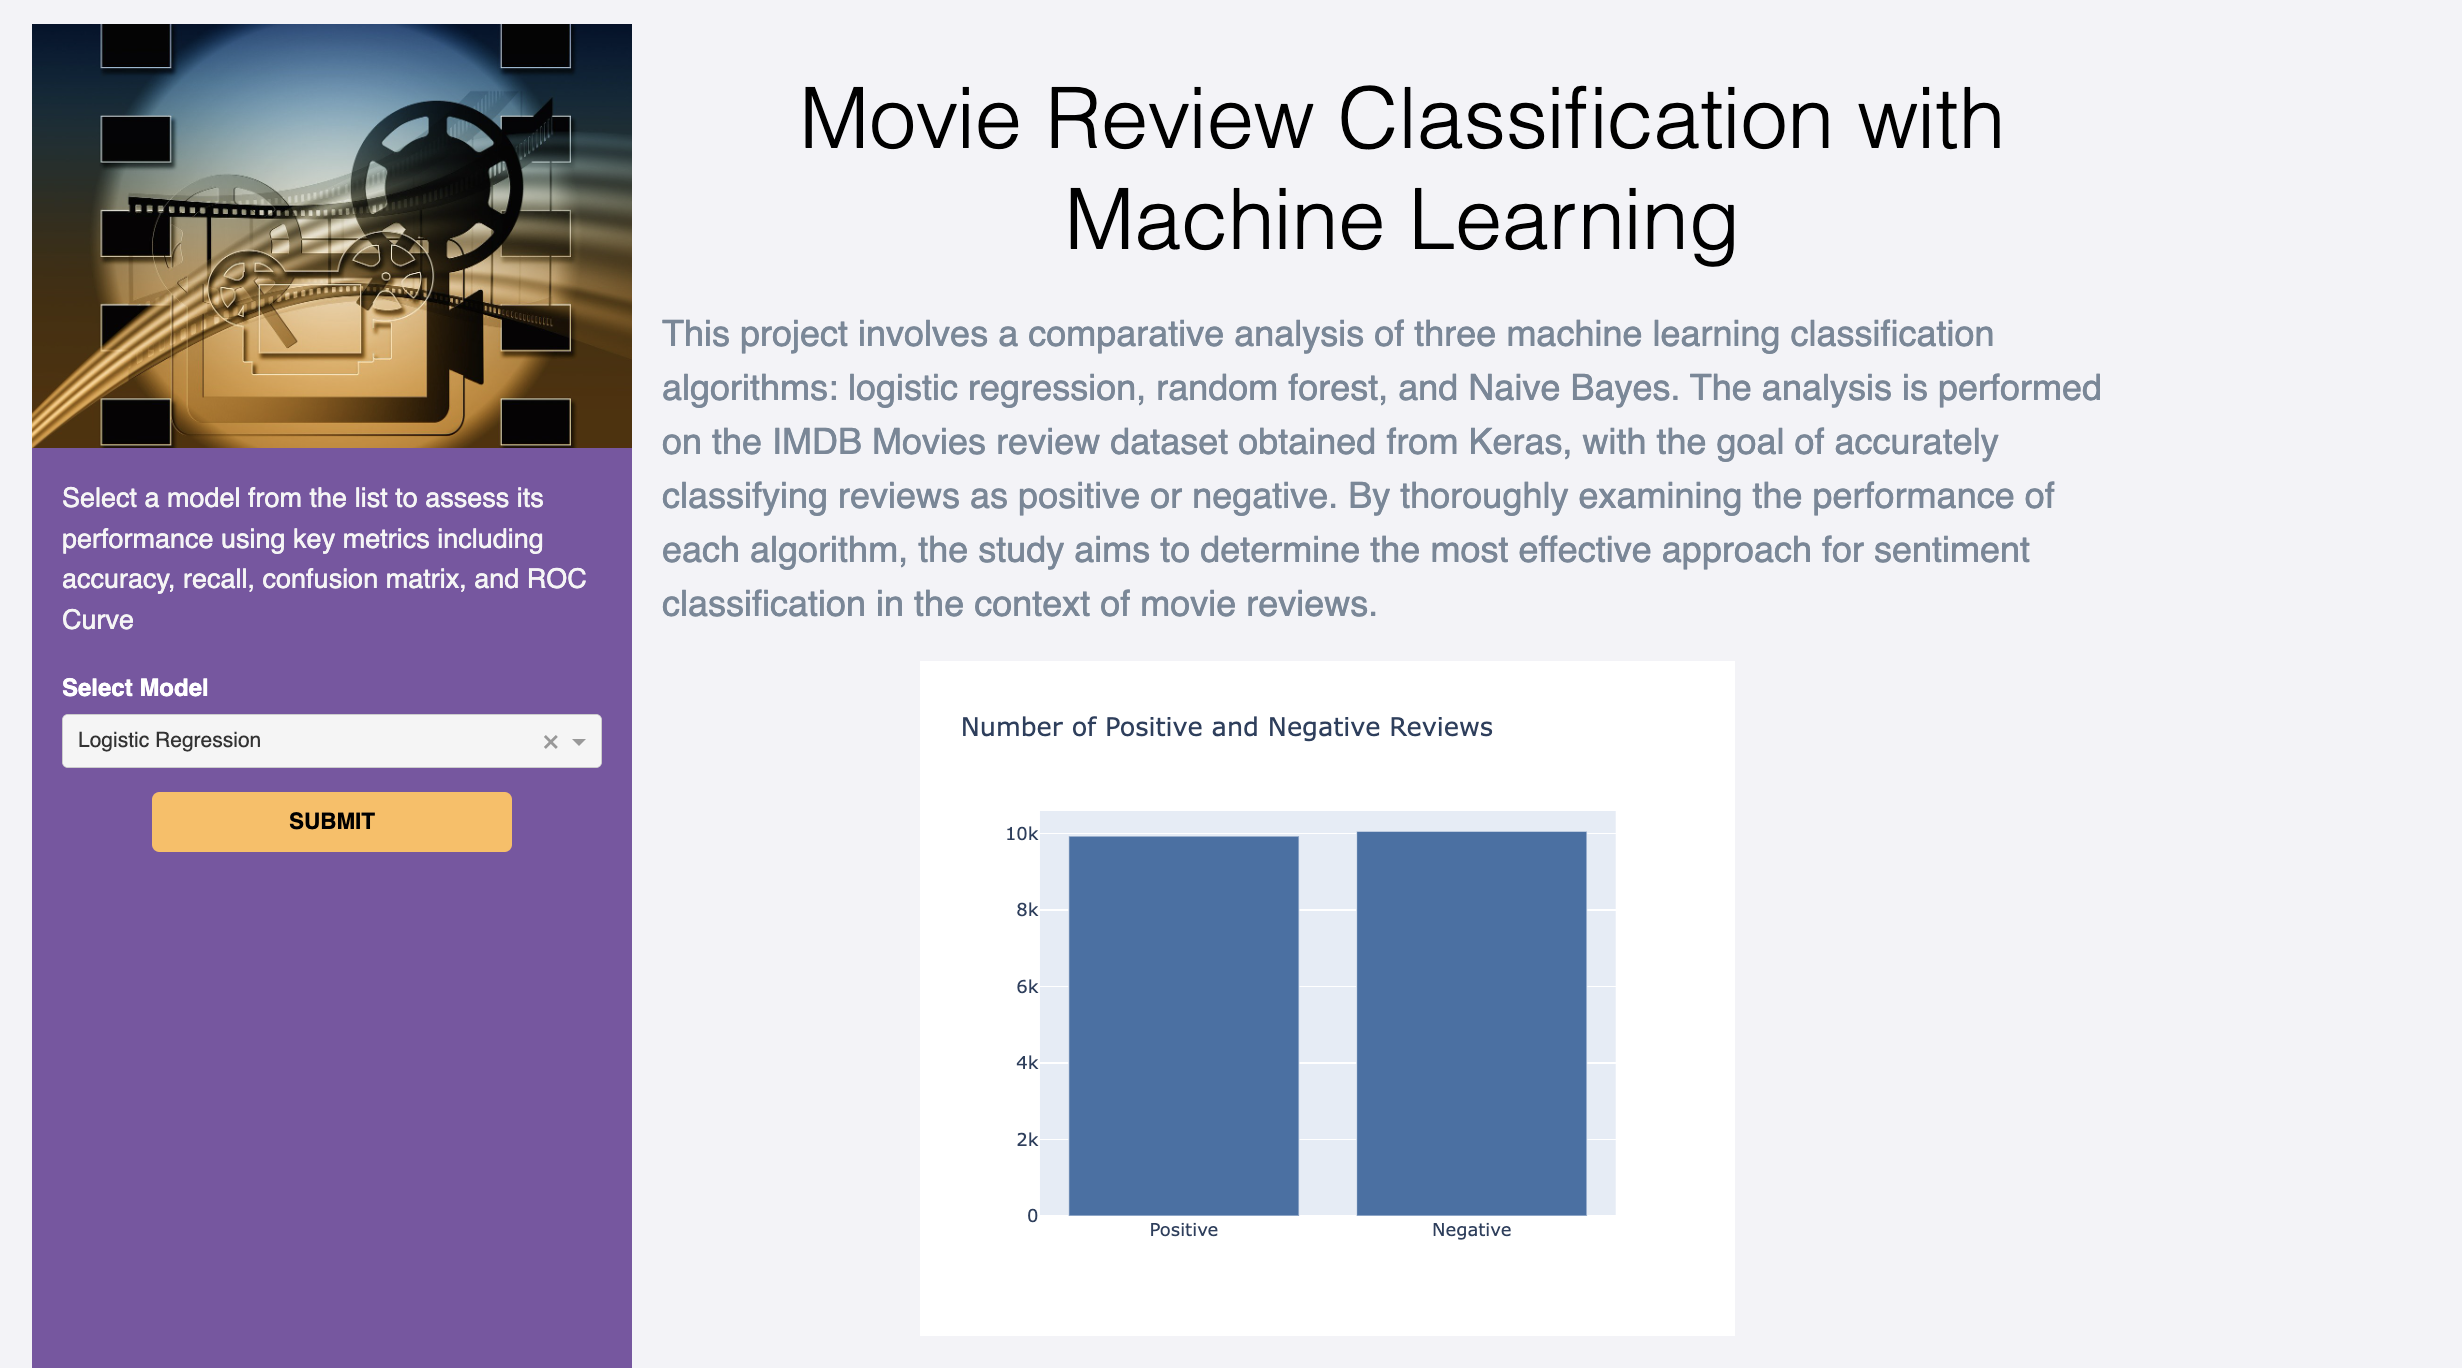 Movie Review Classification with
Machine Learning
This project involves a comparative analysis of three machine learning classification
algorithms: logistic regression, random forest, and Naive Bayes. The analysis is performed
on the IMDB Movies review dataset obtained from Keras, with the goal of accurately
classifying reviews as positive or negative. By thoroughly examining the performance of
each algorithm, the study aims to determine the most effective approach for sentiment
classification in the context of movie reviews.
Select a model from the list to assess its
performance using key metrics including
accuracy, recall, confusion matrix, and ROC
Curve
Select Model
Logistic Regression
SUBMIT
Number of Positive and Negative Reviews
10k
8k
6k
4k
2k
0
Positive
Negative